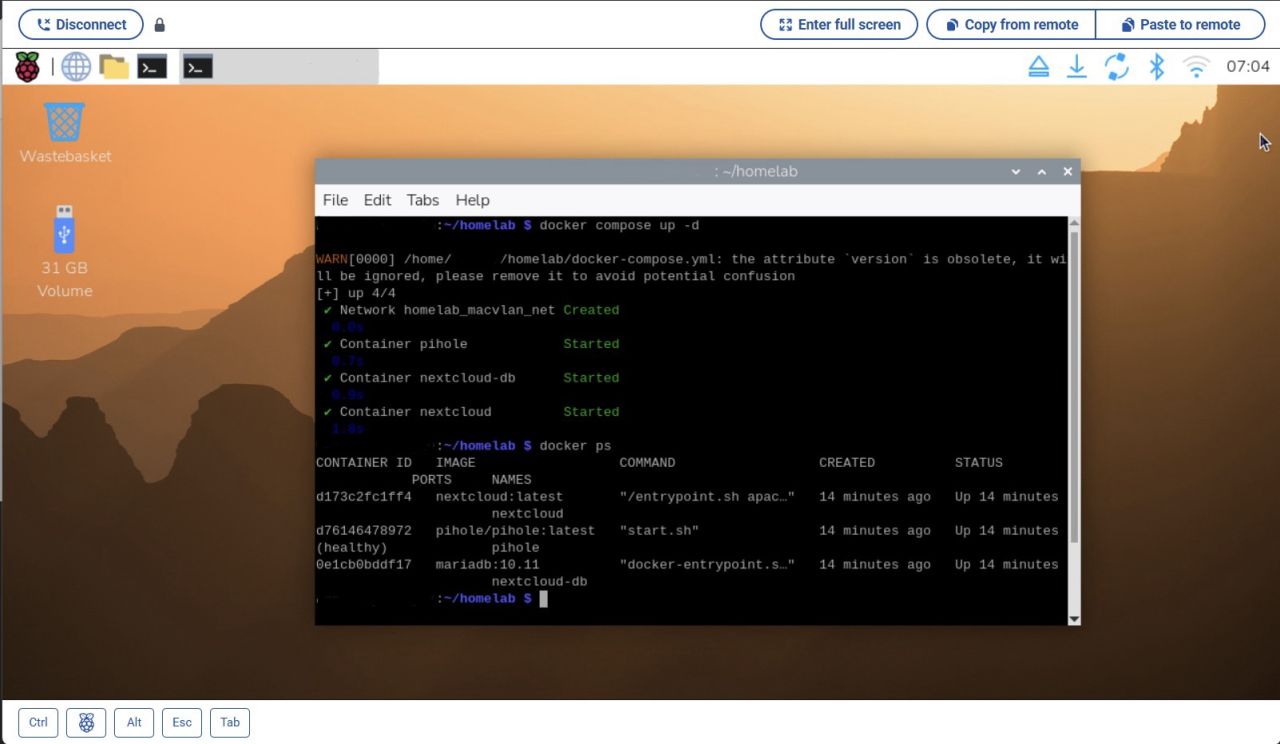 Disconnect
Enter full screen
Copy from remote
Paste to remote
07:04
Wastebasket
31 GB
Volume
: ~/homelab
File Edit Tabs Help
:~/homelab $ docker compose up -d
WARN[0000] /home/ /homelab/docker-compose.yml: the attribute `version` is obsolete, it wi
ll be ignored, please remove it to avoid potential confusion
[+] up 4/4
✔ Network homelab_macvlan_net Created
0.0s
✔ Container pihole Started
0.7s
✔ Container nextcloud-db Started
0.9s
✔ Container nextcloud Started
1.8s
:~/homelab $ docker ps
CONTAINER ID IMAGE COMMAND CREATED STATUS
PORTS NAMES
d173c2fc1ff4 nextcloud:latest "/entrypoint.sh apac…" 14 minutes ago Up 14 minutes
nextcloud
d76146478972 pihole/pihole:latest "start.sh" 14 minutes ago Up 14 minutes
(healthy) pihole
0e1cb0bddf17 mariadb:10.11 "docker-entrypoint.s…" 14 minutes ago Up 14 minutes
nextcloud-db
:~/homelab $
Ctrl
Alt
Esc
Tab